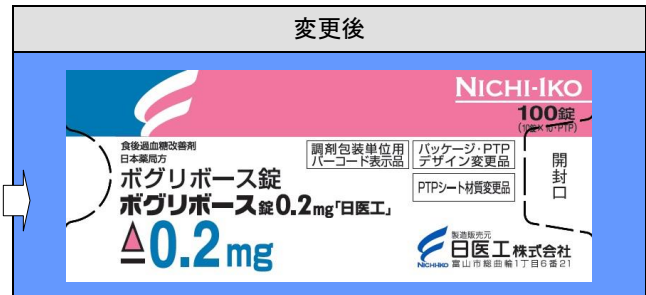 変更後
NICHI-IKO
100錠
(10錠×10・PTP)
食後過血糖改善剤
日本薬局方
ボグリボース錠
ボグリボース錠0.2mg「日医工」
0.2mg
調剤包装単位用
バーコード表示品
パッケージ・PTP
デザイン変更品
PTPシート材質変更品
開封口
製造販売元
日医工株式会社
NICHI-IKO 富山市総曲輪1丁目6番21